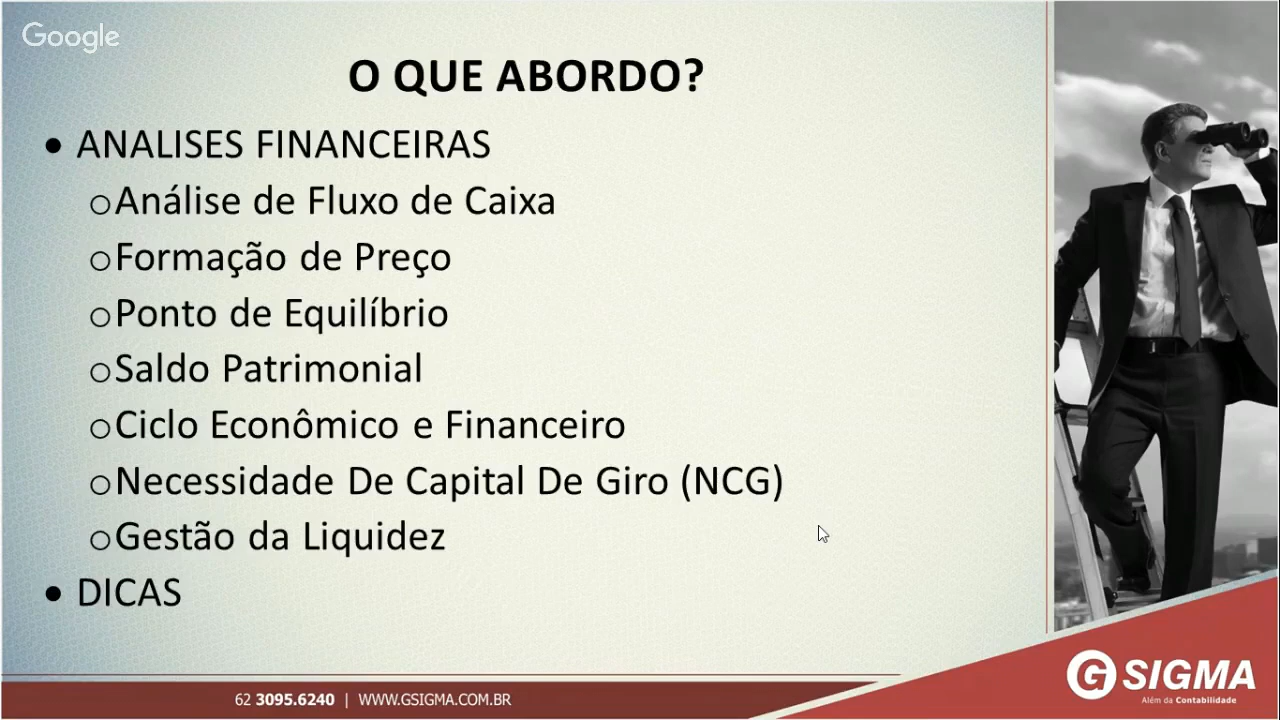 Google
O QUE ABORDO?
• ANALISES FINANCEIRAS
o Análise de Fluxo de Caixa
o Formação de Preço
o Ponto de Equilíbrio
o Saldo Patrimonial
o Ciclo Econômico e Financeiro
o Necessidade De Capital De Giro (NCG)
o Gestão da Liquidez
• DICAS
62 3095.6240 | WWW.GSIGMA.COM.BR
G SIGMA
Além da Contabilidade